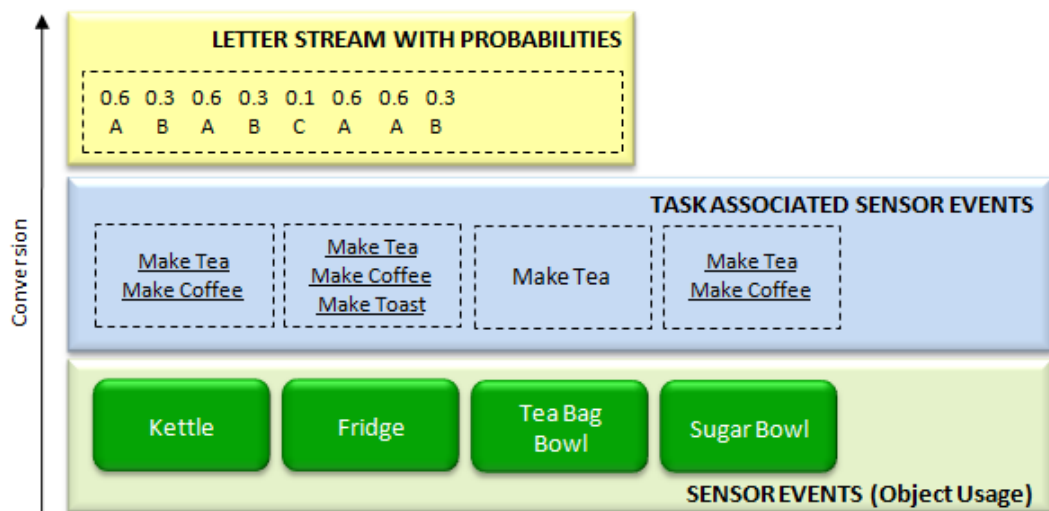 LETTER STREAM WITH PROBABILITIES
0.6 0.3 0.6 0.3 0.1 0.6 0.6 0.3
A B A B C A A B
TASK ASSOCIATED SENSOR EVENTS
Make Tea
Make Coffee
Make Tea
Make Coffee
Make Toast
Make Tea
Make Tea
Make Coffee
Conversion
Kettle
Fridge
Tea Bag
Bowl
Sugar Bowl
SENSOR EVENTS (Object Usage)